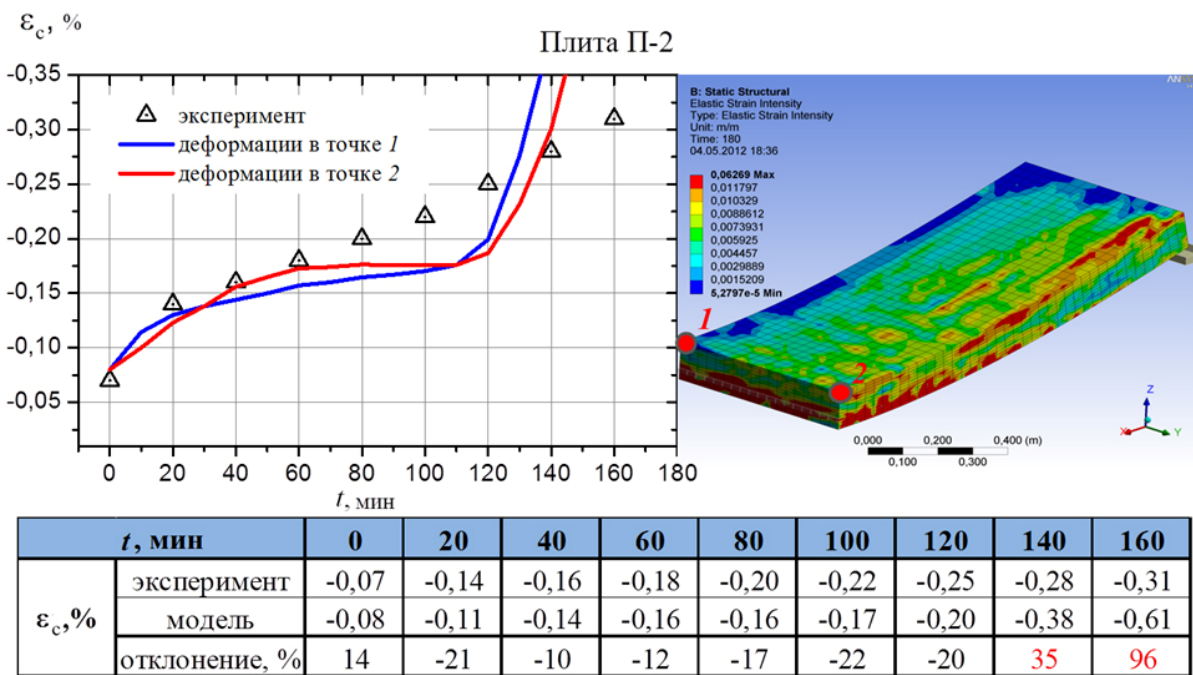 εc, %
Плита П-2
-0,35
-0,30
-0,25
-0,20
-0,15
-0,10
-0,05
эксперимент
деформации в точке 1
деформации в точке 2
0 20 40 60 80 100 120 140 160 180
t, мин
AN
B: Static Structural
Elastic Strain Intensity
Type: Elastic Strain Intensity
Unit: m/m
Time: 180
04.05.2012 18:36
0,06269 Max
0,011797
0,010329
0,0088612
0,0073931
0,005925
0,004457
0,0029889
0,0015209
5,2797e-5 Min
1
2
Z
X
Y
0,000 0,200 0,400 (m)
0,100 0,300
t, мин 0 20 40 60 80 100 120 140 160
εc,% эксперимент -0,07 -0,14 -0,16 -0,18 -0,20 -0,22 -0,25 -0,28 -0,31
модель -0,08 -0,11 -0,14 -0,16 -0,16 -0,17 -0,20 -0,38 -0,61
отклонение, % 14 -21 -10 -12 -17 -22 -20 35 96